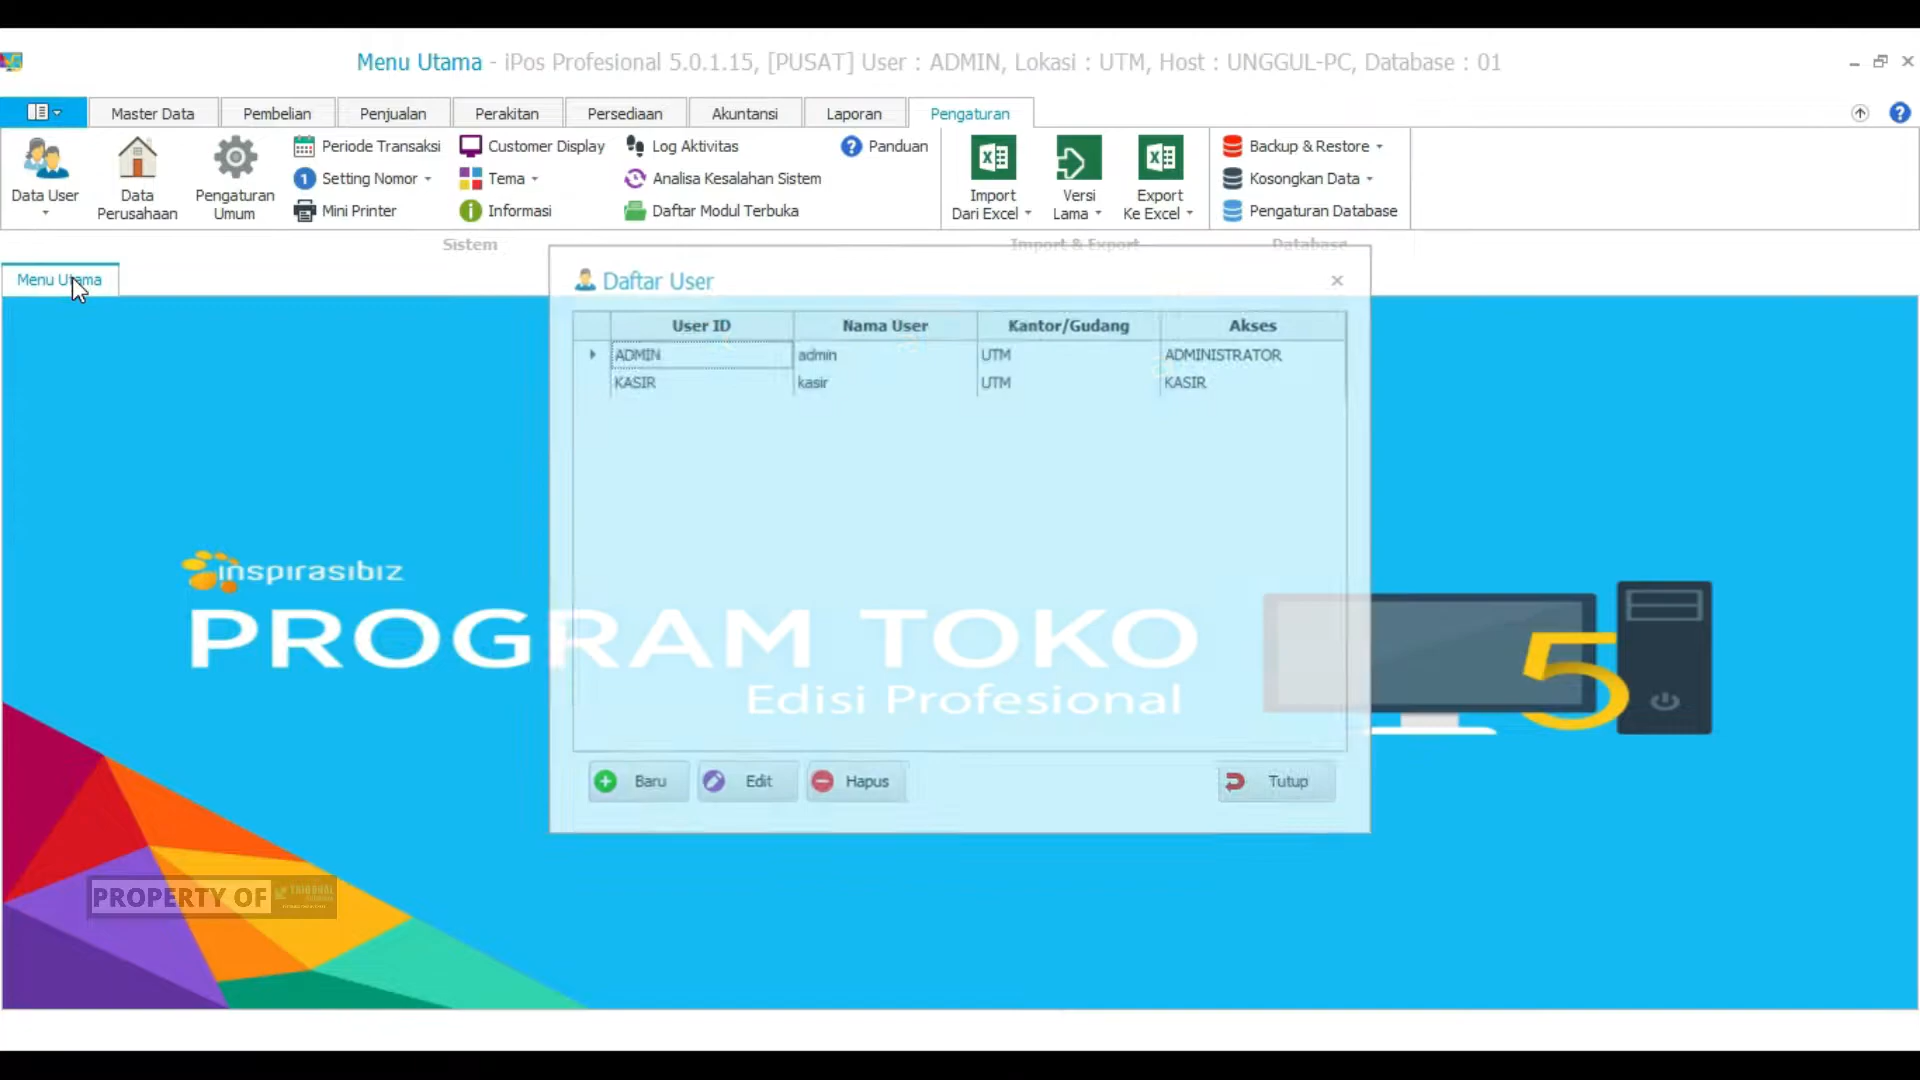 Menu Utama - iPos Profesional 5.0.1.15, [PUSAT] User : ADMIN, Lokasi : UTM, Host : UNGGUL-PC, Database : 01
Master Data Pembelian Penjualan Perakitan Persediaan Akuntansi Laporan Pengaturan
Data User
Data Perusahaan
Pengaturan Umum
Periode Transaksi
Setting Nomor
Mini Printer
Customer Display
Tema
Informasi
Log Aktivitas
Analisa Kesalahan Sistem
Daftar Modul Terbuka
Panduan
Import Dari Excel
Versi Lama
Export Ke Excel
Backup & Restore
Kosongkan Data
Pengaturan Database
Sistem Import & Export Database
Menu Utama
Daftar User
User ID Nama User Kantor/Gudang Akses
ADMIN admin UTM ADMINISTRATOR
KASIR kasir UTM KASIR
inspirasibiz
PROGRAM TOKO
Edisi Profesional
5
Baru Edit Hapus Tutup
PROPERTY OF